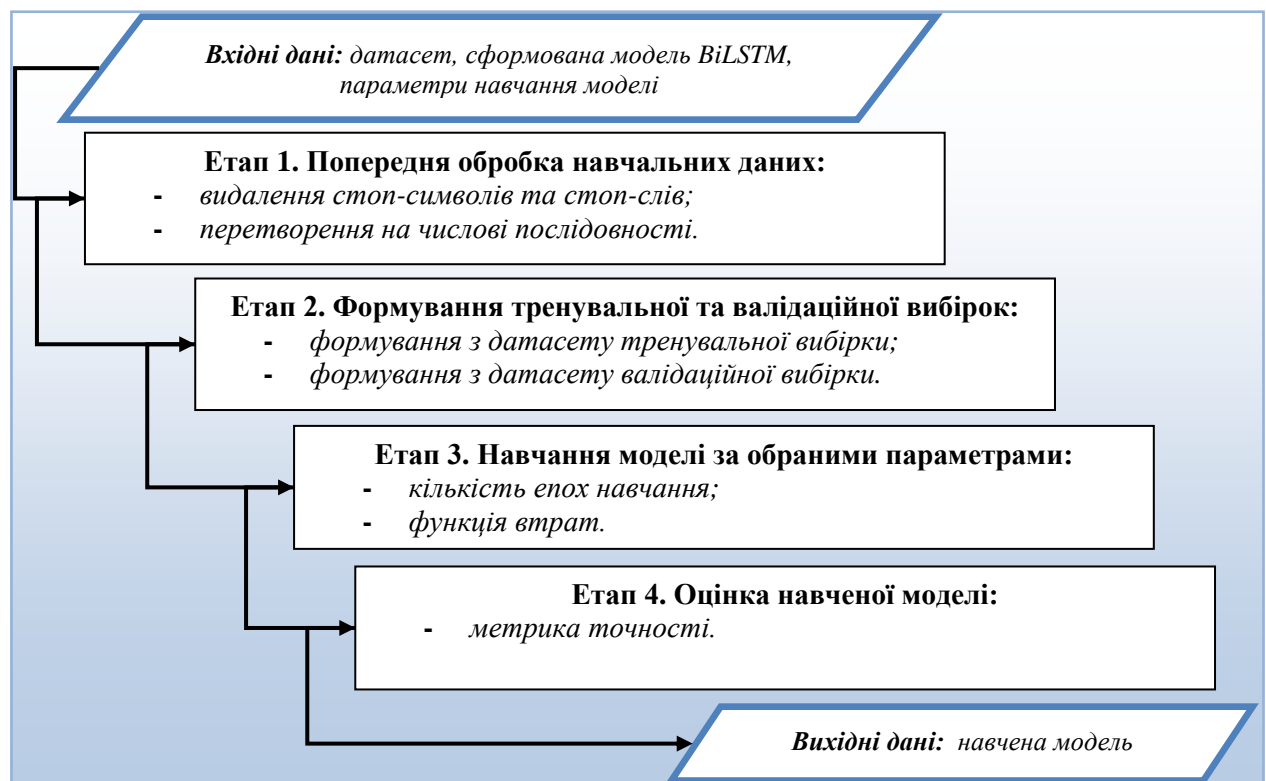 Вхідні дані: датасет, сформована модель BiLSTM,
параметри навчання моделі
Етап 1. Попередня обробка навчальних даних:
- видалення стоп-символів та стоп-слів;
- перетворення на числові послідовності.
Етап 2. Формування тренувальної та валідаційної вибірок:
- формування з датасету тренувальної вибірки;
- формування з датасету валідаційної вибірки.
Етап 3. Навчання моделі за обраними параметрами:
- кількість епох навчання;
- функція втрат.
Етап 4. Оцінка навченої моделі:
- метрика точності.
Вихідні дані: навчена модель